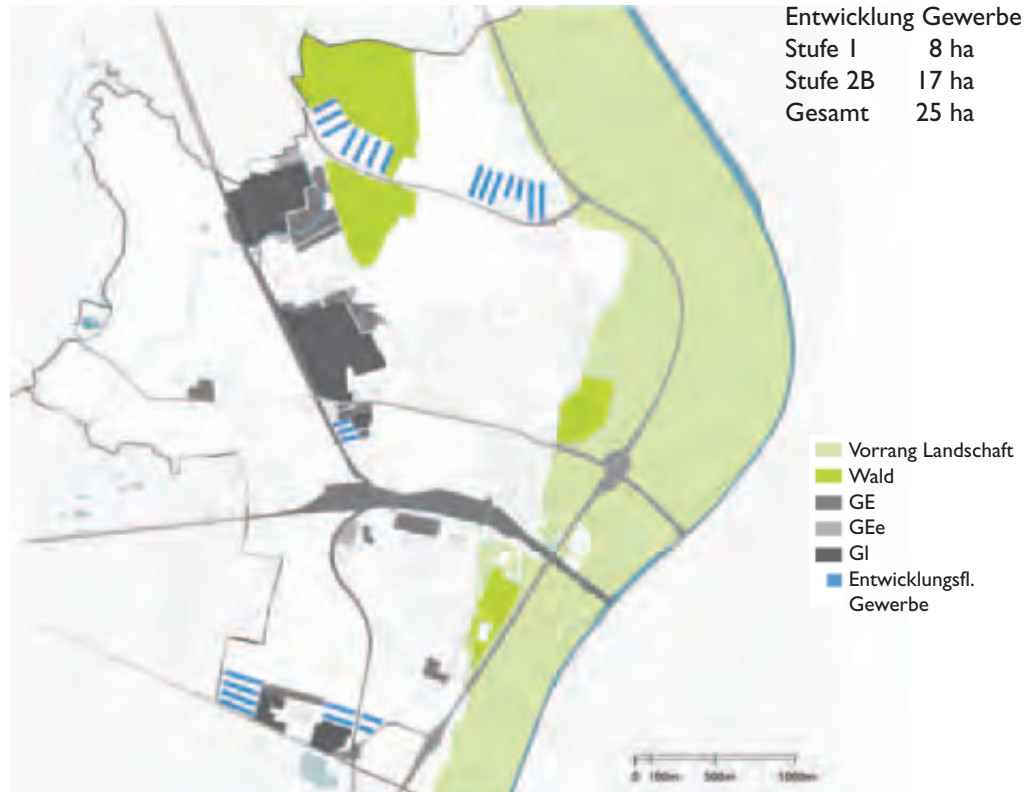 Entwicklung Gewerbe
Stufe 1 8 ha
Stufe 2B 17 ha
Gesamt 25 ha
Vorrang Landschaft
Wald
GE
GEe
GI
Entwicklungsfl.
Gewerbe
0 100m 500m 1000m